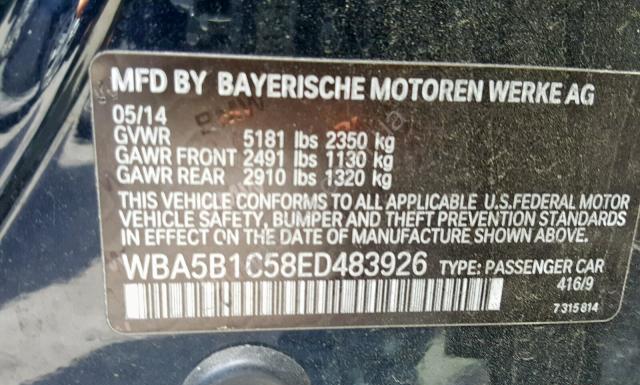 MFD BY BAYERISCHE MOTOREN WERKE AG
05/14
GVWR 5181 lbs 2350 kg
GAWR FRONT 2491 lbs 1130 kg
GAWR REAR 2910 lbs 1320 kg
THIS VEHICLE CONFORMS TO ALL APPLICABLE U.S.FEDERAL MOTOR
VEHICLE SAFETY, BUMPER AND THEFT PREVENTION STANDARDS
IN EFFECT ON THE DATE OF MANUFACTURE SHOWN ABOVE.
WBA5B1C58ED483926 TYPE: PASSENGER CAR
416/9
7315814